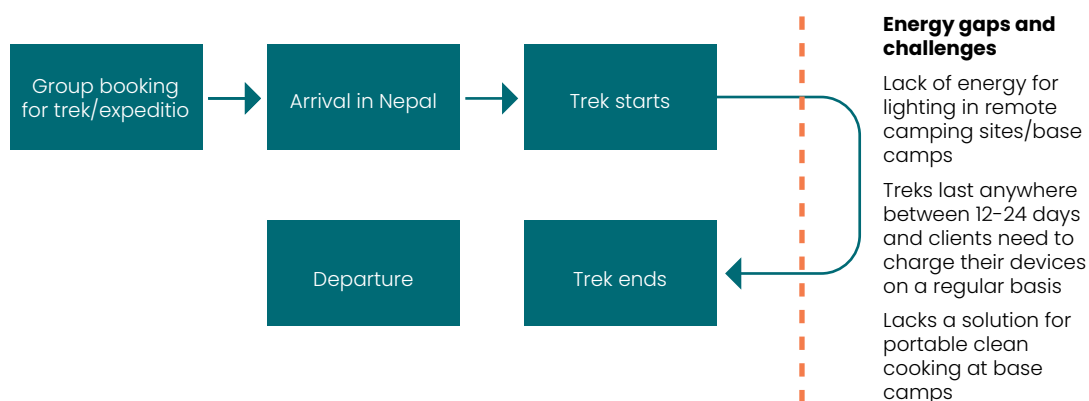 Group booking
for trek/expeditio
Arrival in Nepal
Trek starts
Departure
Trek ends
Energy gaps and
challenges
Lack of energy for
lighting in remote
camping sites/base
camps
Treks last anywhere
between 12-24 days
and clients need to
charge their devices
on a regular basis
Lacks a solution for
portable clean
cooking at base
camps